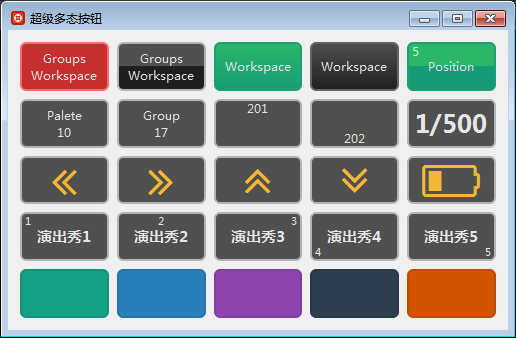 超级多态按钮
Groups
Workspace
Groups
Workspace
Workspace
Workspace
5
Position
Palete
10
Group
17
201
202
1/500
1
演出秀1
2
演出秀2
3
演出秀3
演出秀4
4
演出秀5
5